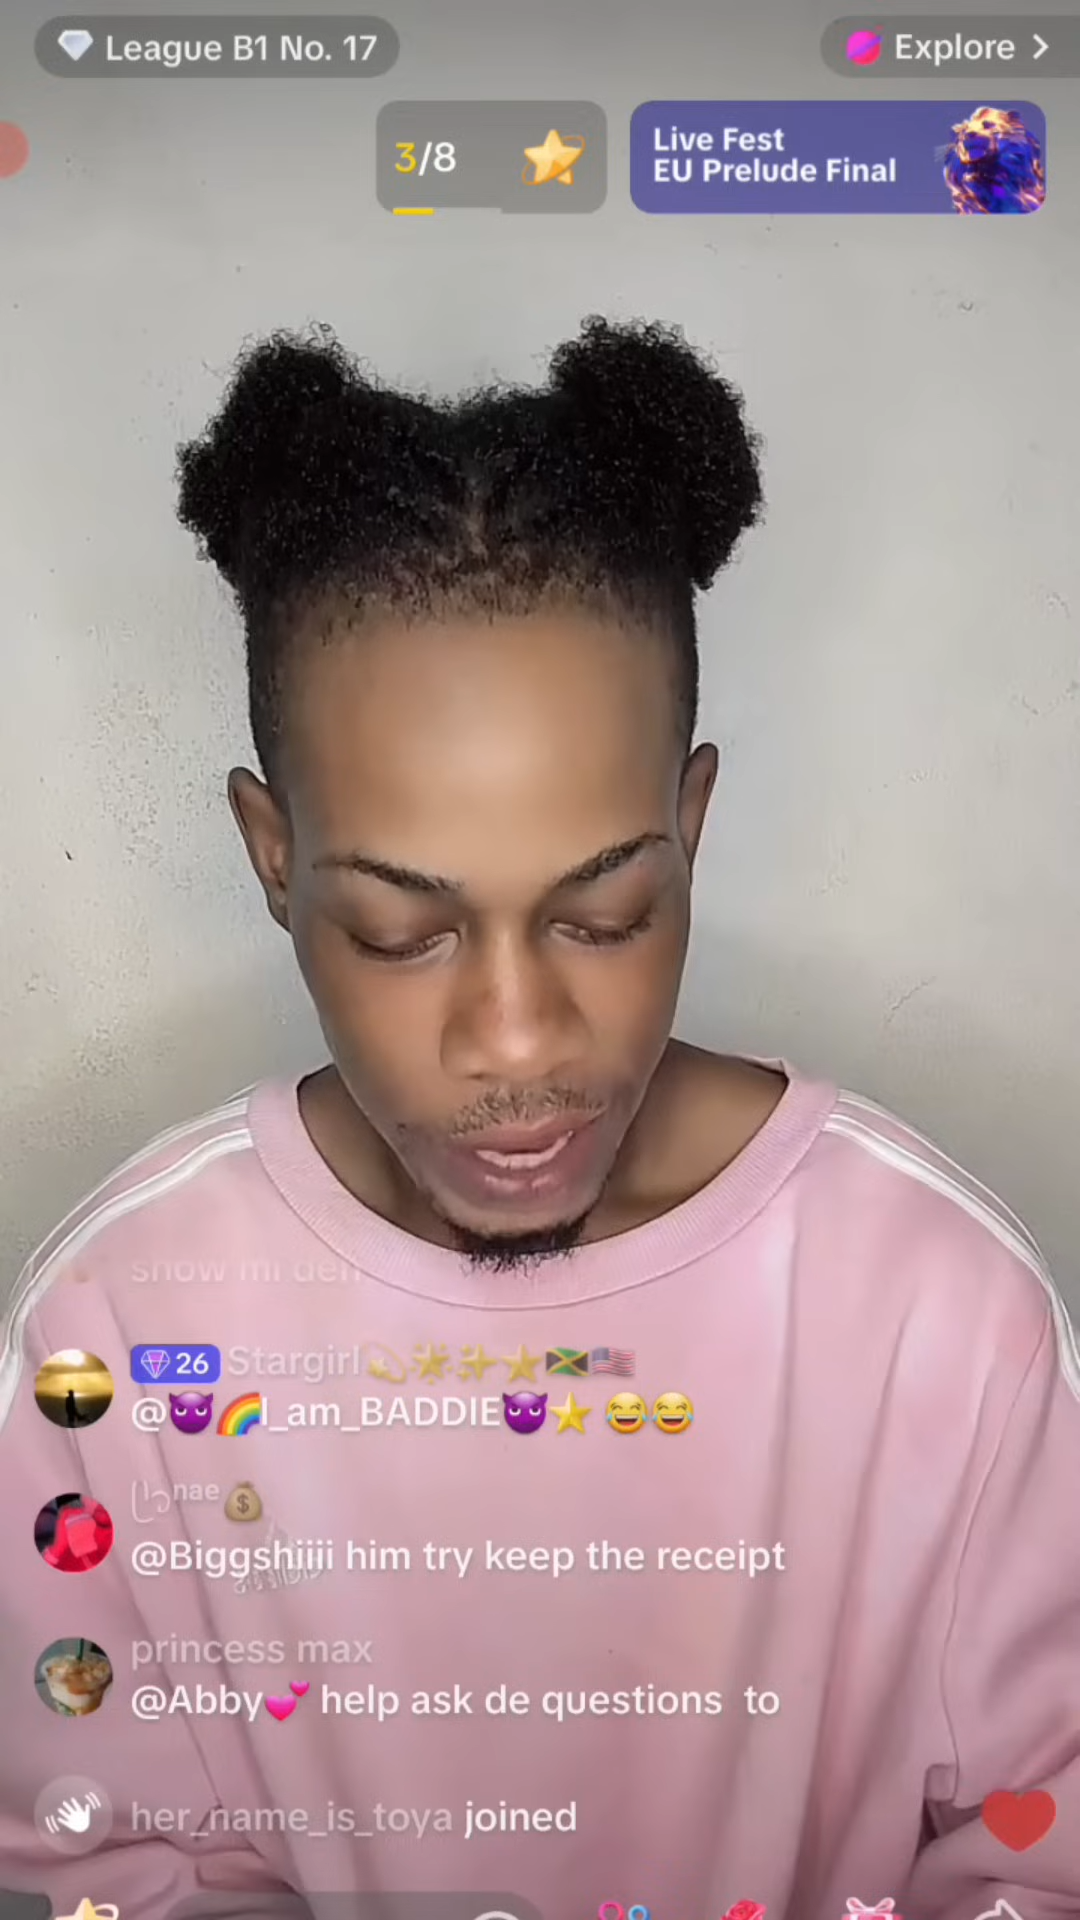 League B1 No. 17
Explore >
3/8
Live Fest
EU Prelude Final
show mi deh
26 Stargirl💫🌟✨⭐🇯🇲🇺🇸
@😈🌈I_am_BADDIE😈⭐ 😂😂
nae💰
@Biggshiiii him try keep the receipt
princess max
@Abby💕 help ask de questions to
her_name_is_toya joined